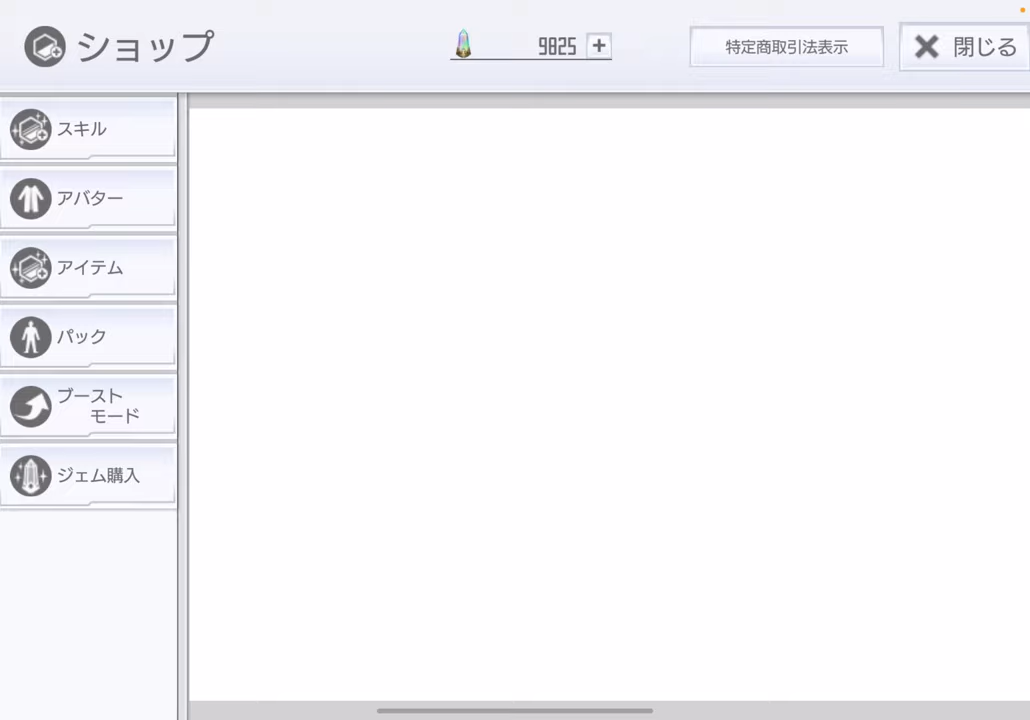 ショップ
9825
特定商取引法表示
閉じる
スキル
アバター
アイテム
パック
ブースト
モード
ジェム購入